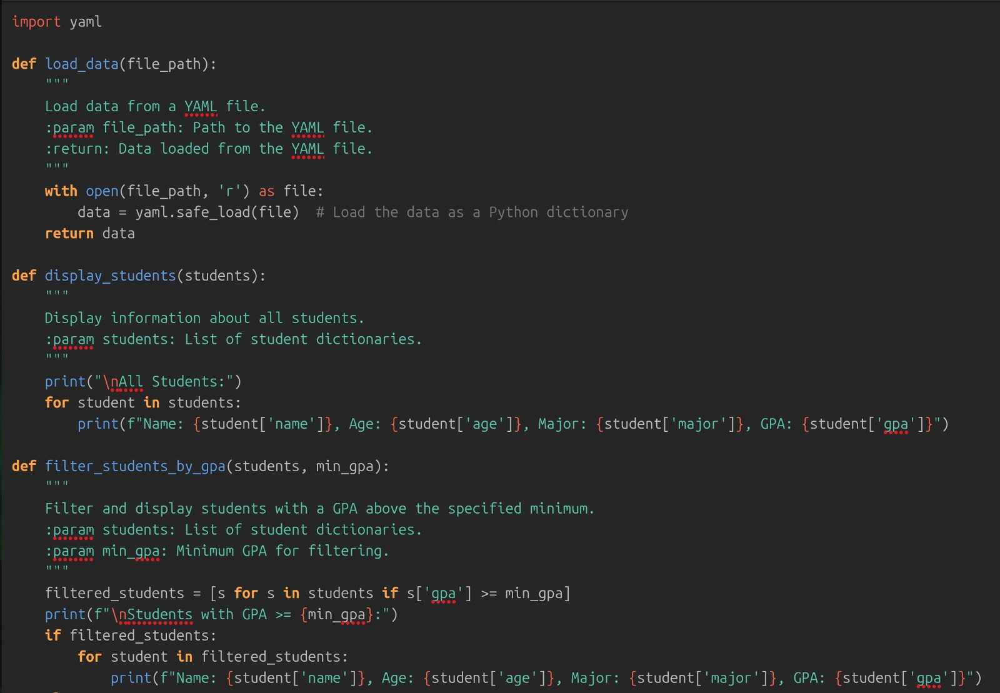 import yaml

def load_data(file_path):
    """
    Load data from a YAML file.
    :param file_path: Path to the YAML file.
    :return: Data loaded from the YAML file.
    """
    with open(file_path, 'r') as file:
        data = yaml.safe_load(file)  # Load the data as a Python dictionary
    return data

def display_students(students):
    """
    Display information about all students.
    :param students: List of student dictionaries.
    """
    print("\nAll Students:")
    for student in students:
        print(f"Name: {student['name']}, Age: {student['age']}, Major: {student['major']}, GPA: {student['gpa']}")

def filter_students_by_gpa(students, min_gpa):
    """
    Filter and display students with a GPA above the specified minimum.
    :param students: List of student dictionaries.
    :param min_gpa: Minimum GPA for filtering.
    """
    filtered_students = [s for s in students if s['gpa'] >= min_gpa]
    print(f"\nStudents with GPA >= {min_gpa}:")
    if filtered_students:
        for student in filtered_students:
            print(f"Name: {student['name']}, Age: {student['age']}, Major: {student['major']}, GPA: {student['gpa']}")